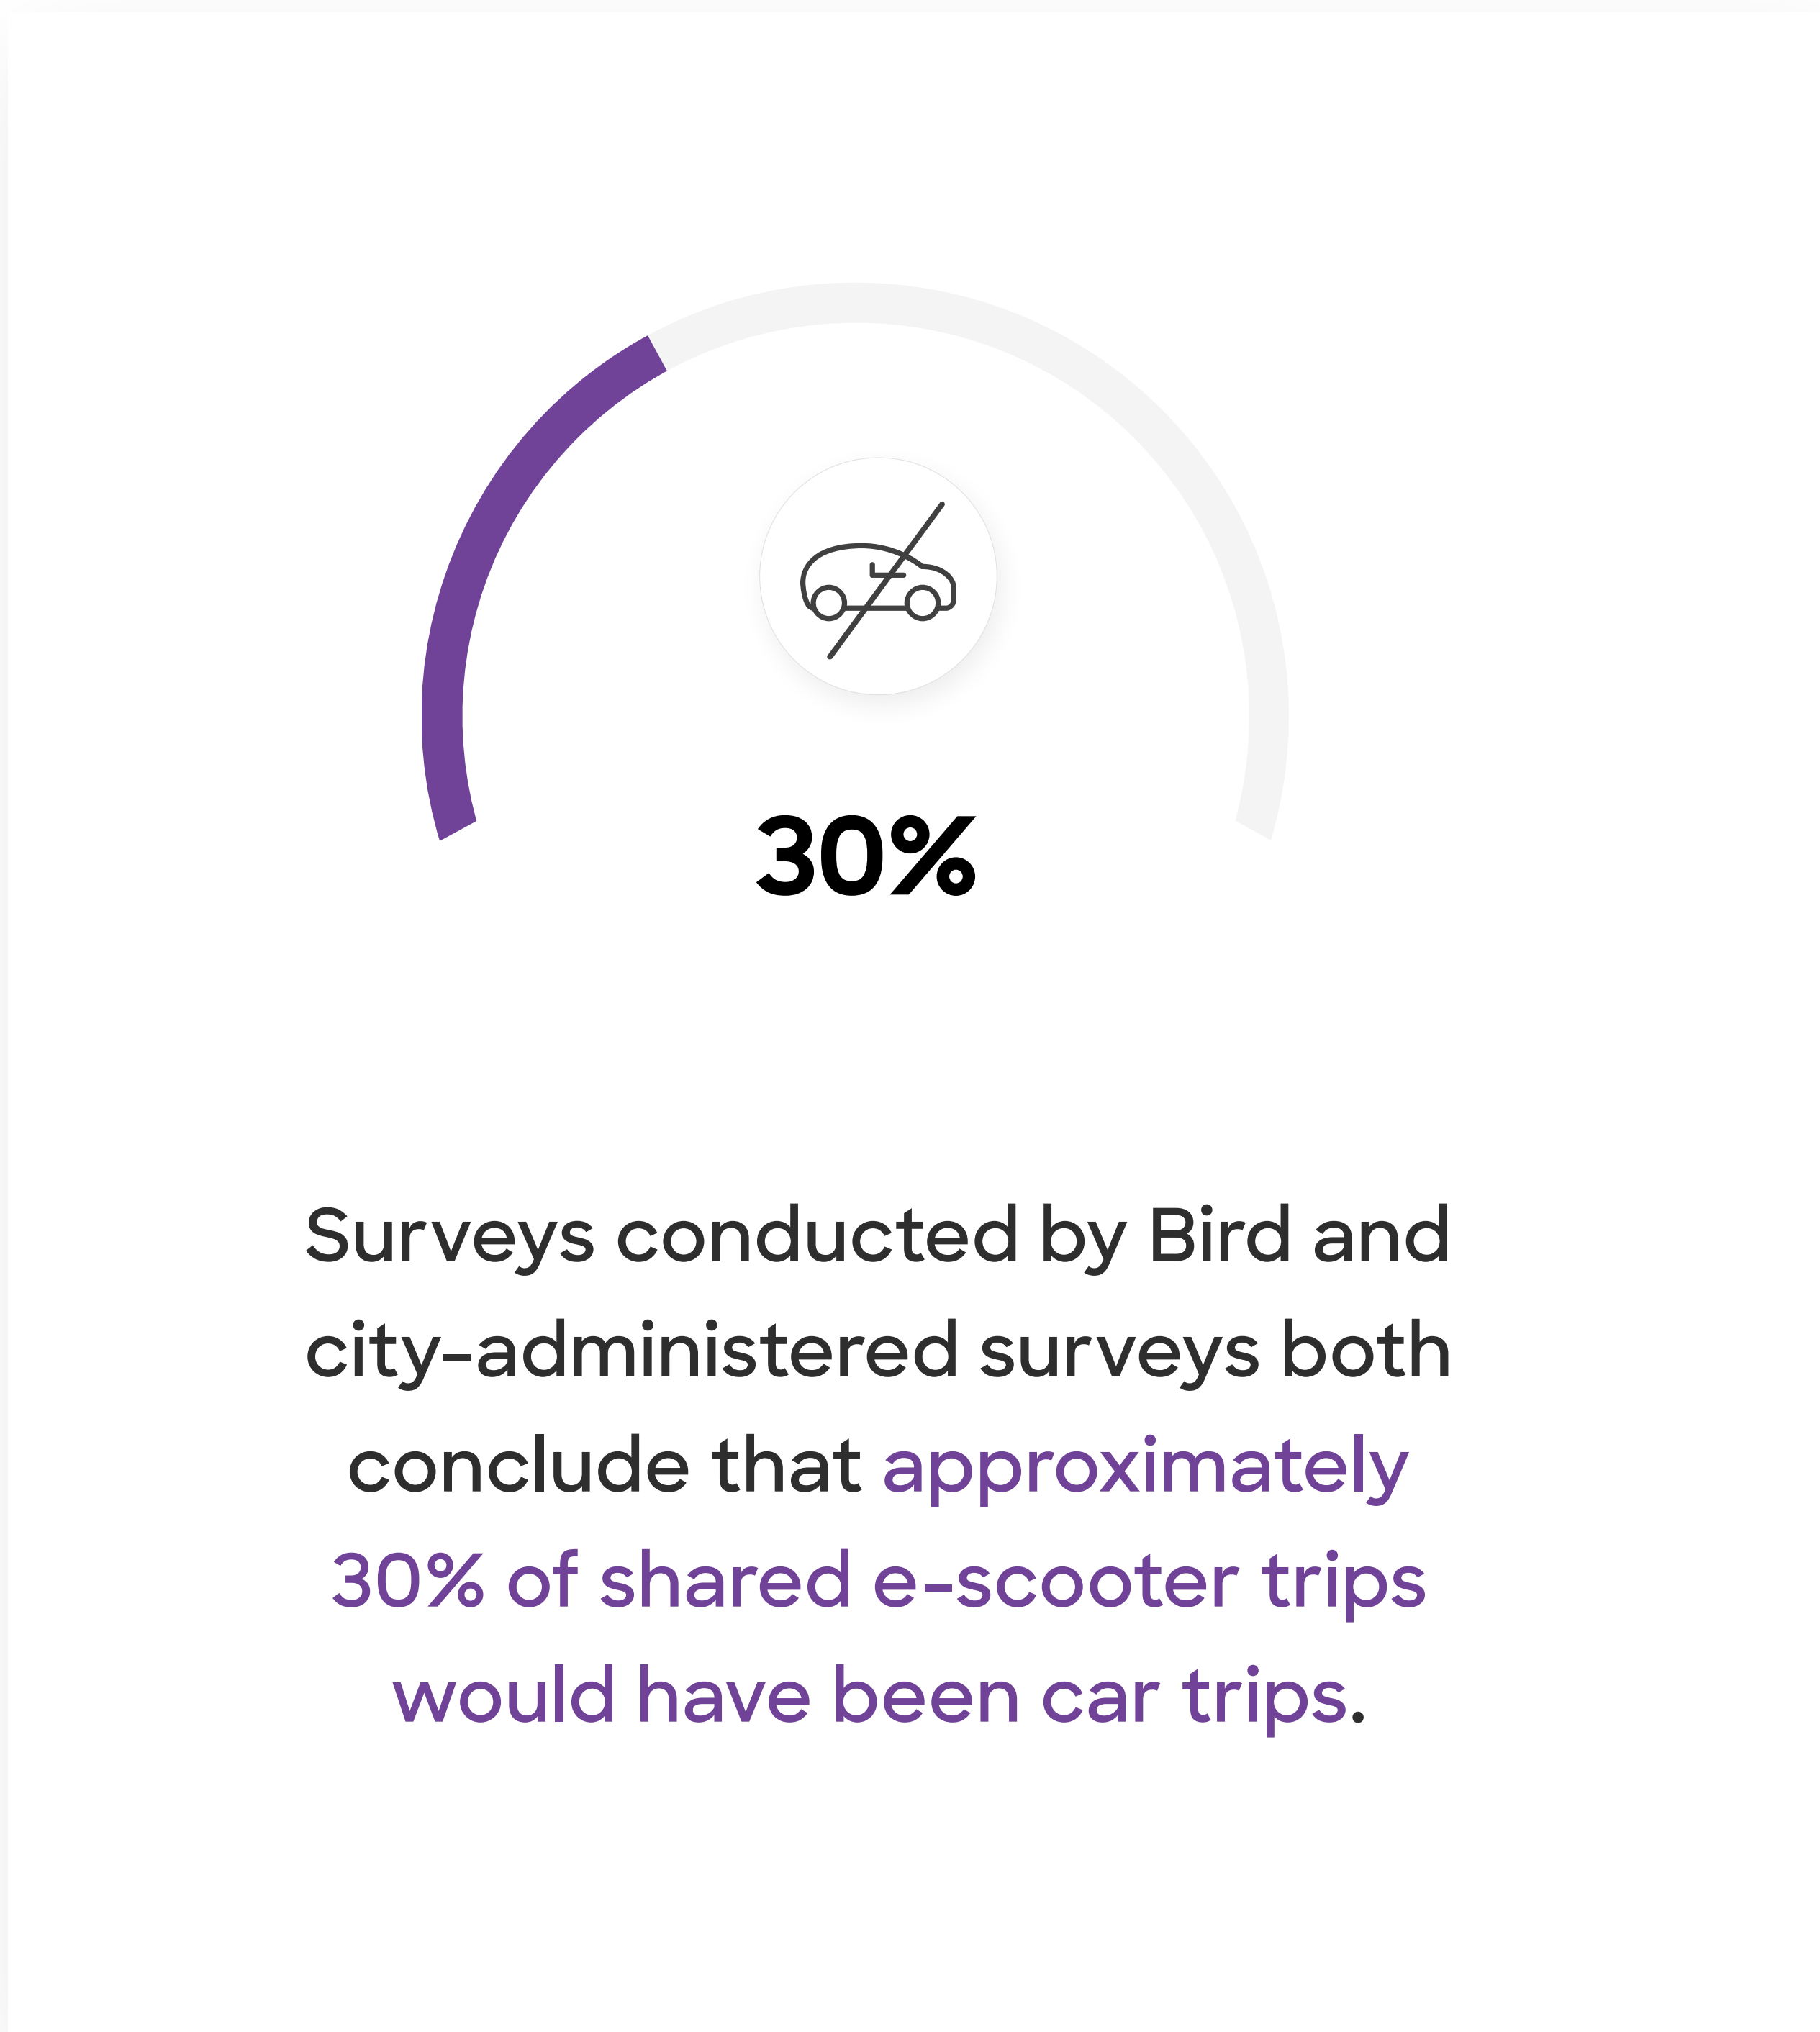 30%
Surveys conducted by Bird and
city-administered surveys both
conclude that approximately
30% of shared e-scooter trips
would have been car trips.